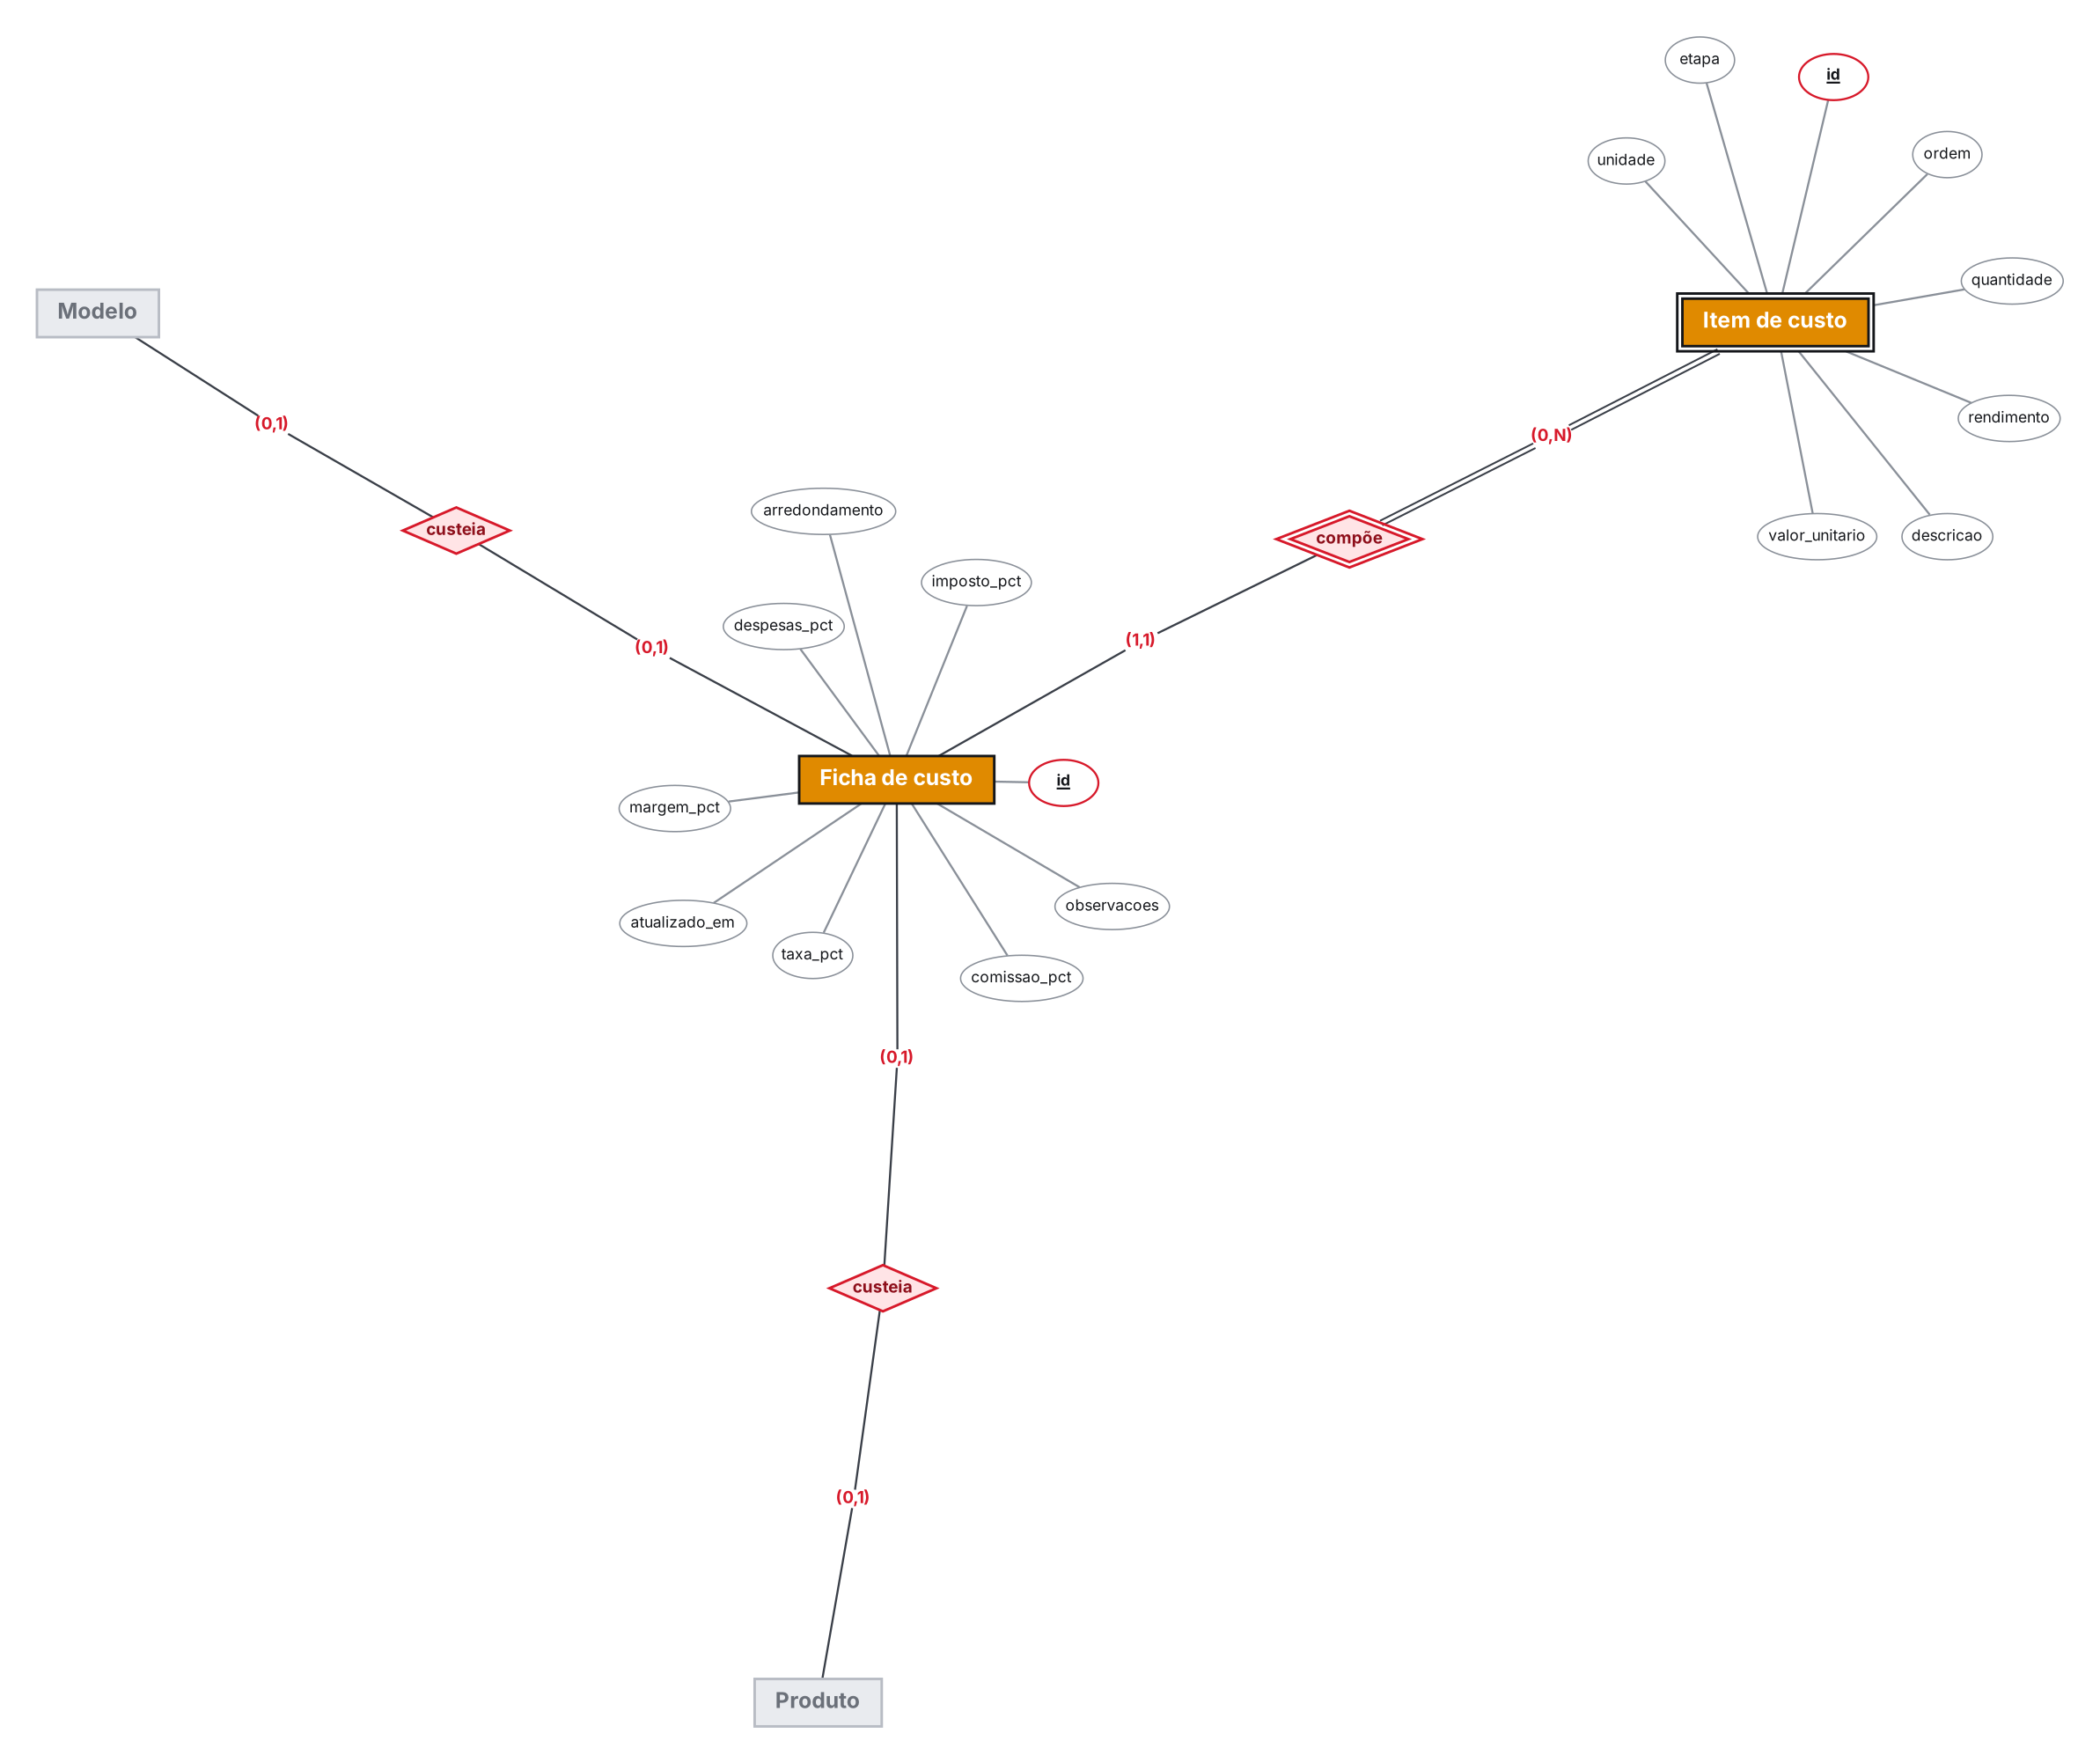 etapa
id
unidade
ordem
quantidade
Modelo
Item de custo
(0,1)
rendimento
(0,N)
arredondamento
custeia
compõe
valor_unitario
descricao
imposto_pct
despesas_pct
(0,1)
(1,1)
Ficha de custo
id
margem_pct
observacoes
atualizado_em
taxa_pct
comissao_pct
(0,1)
custeia
(0,1)
Produto